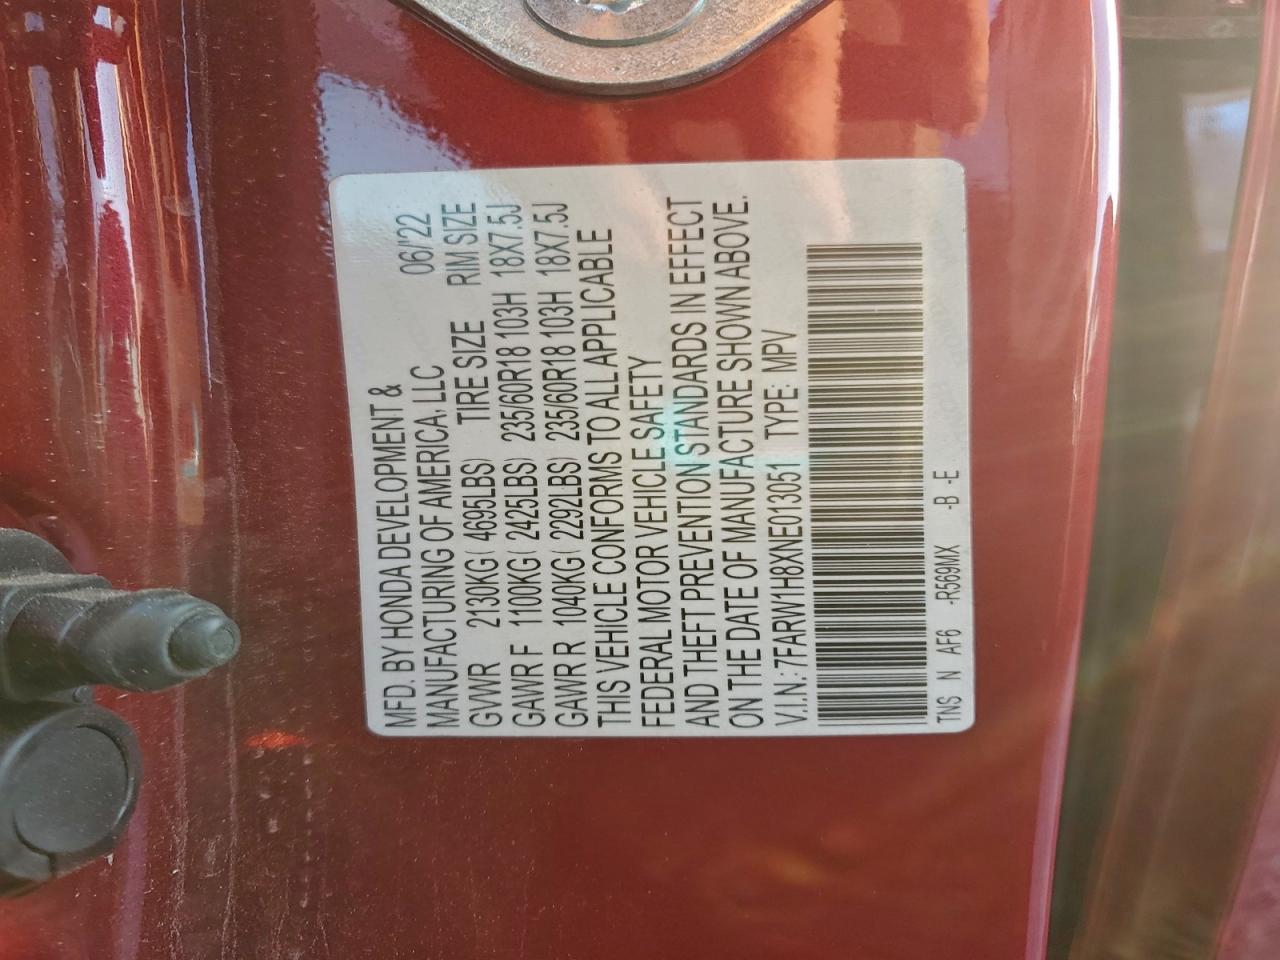 MFD. BY HONDA DEVELOPMENT &
MANUFACTURING OF AMERICA, LLC 06/'22
GVWR 2130KG ( 4695LBS) TIRE SIZE RIM SIZE
GAWR F 1100KG ( 2425LBS) 235/60R18 103H 18X7.5J
GAWR R 1040KG ( 2292LBS) 235/60R18 103H 18X7.5J
THIS VEHICLE CONFORMS TO ALL APPLICABLE
FEDERAL MOTOR VEHICLE SAFETY
AND THEFT PREVENTION STANDARDS IN EFFECT
ON THE DATE OF MANUFACTURE SHOWN ABOVE.
V.I.N.: 7FARW1H8XNE013051 TYPE: MPV
TNS N AF6 -R569MX -B -E